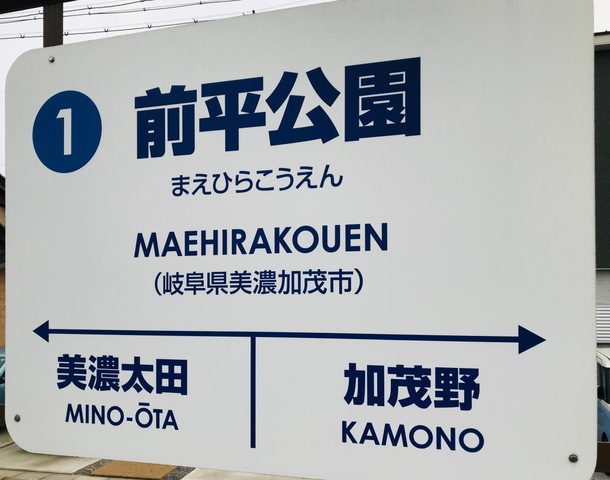 1
前平公園
まえひらこうえん
MAEHIRAKOUEN
（岐阜県美濃加茂市）
美濃太田
MINO-ŌTA
加茂野
KAMONO